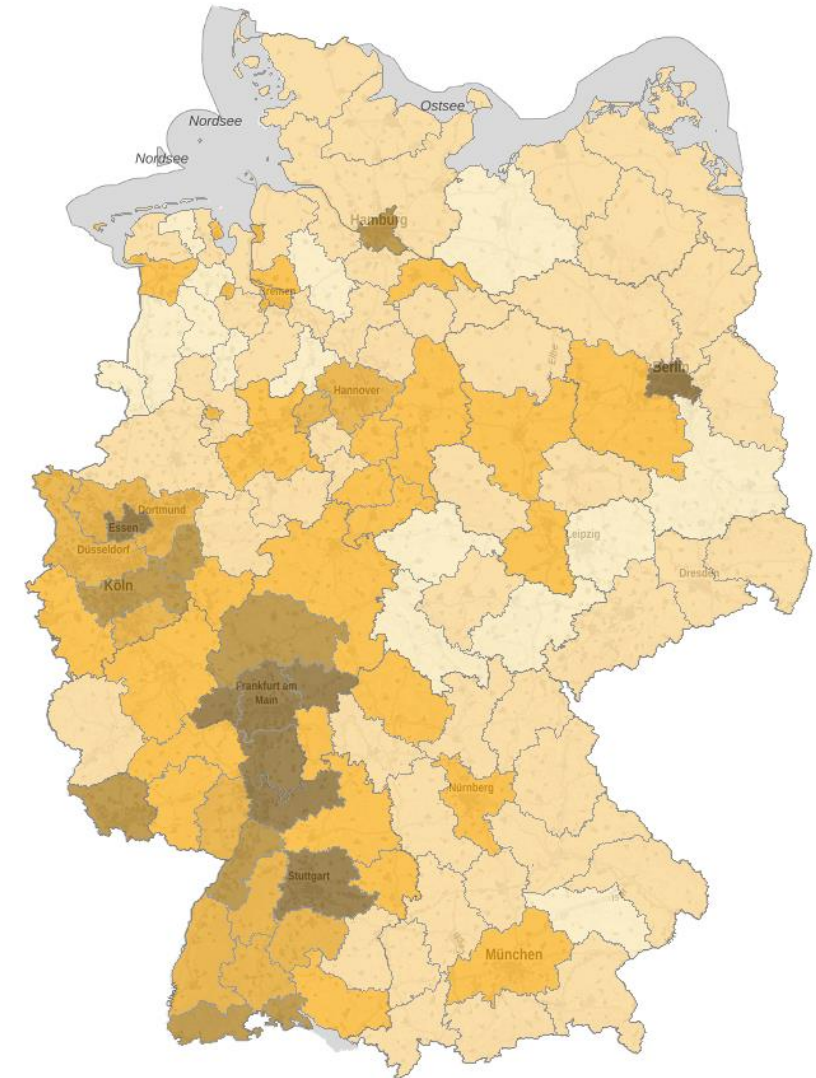 Ostsee
Nordsee
Nordsee
Hamburg
Bremen
Elbe
Berlin
Hannover
Dortmund
Essen
Düsseldorf
Leipzig
Köln
Dresden
Frankfurt am
Main
Nürnberg
Stuttgart
München